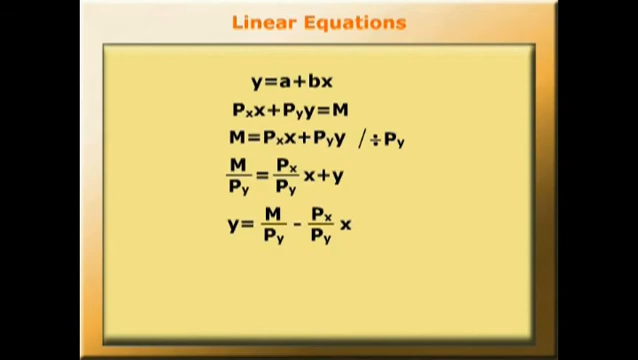 Linear Equations
y=a+bx
Pₓx+Pᵧy=M
M=Pₓx+Pᵧy /÷Pᵧ
M/Pᵧ = Pₓ/Pᵧ x+y
y= M/Pᵧ - Pₓ/Pᵧ x